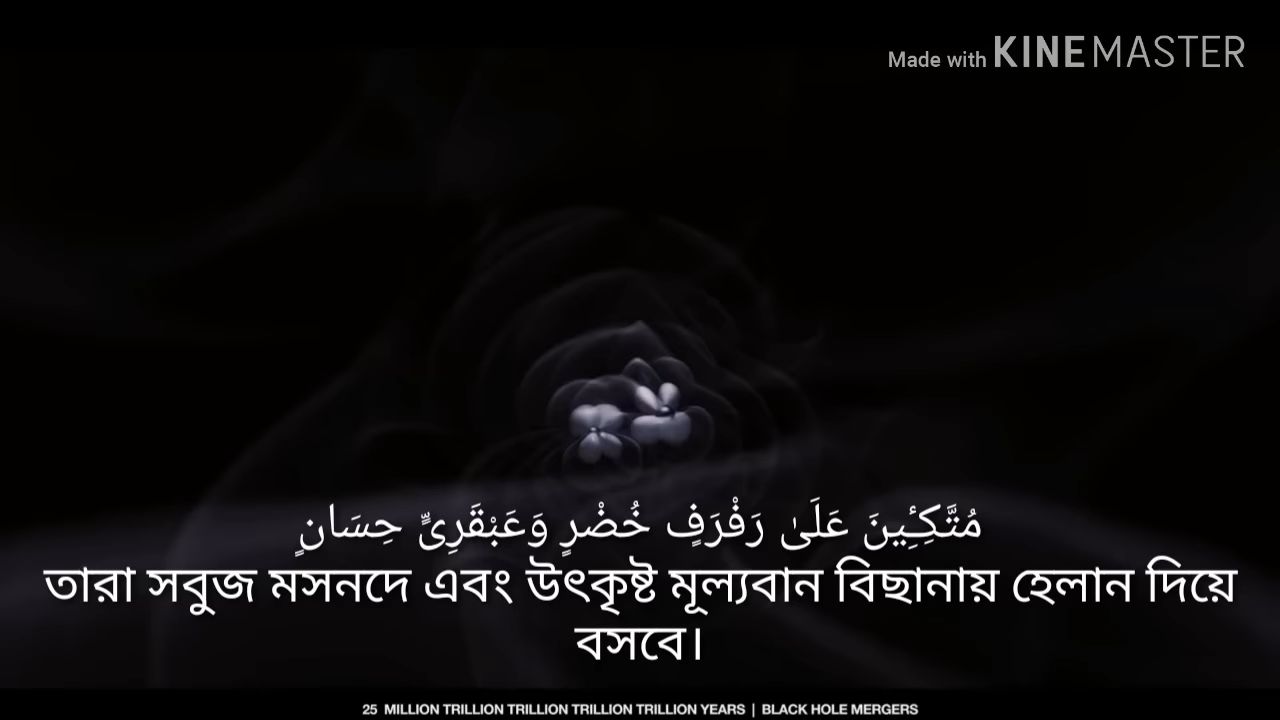 Made with KINEMASTER
مُتَّكِـِٔينَ عَلَىٰ رَفْرَفٍ خُضْرٍ وَعَبْقَرِىٍّ حِسَانٍ
তারা সবুজ মসনদে এবং উৎকৃষ্ট মূল্যবান বিছানায় হেলান দিয়ে
বসবে।
25 MILLION TRILLION TRILLION TRILLION TRILLION YEARS | BLACK HOLE MERGERS